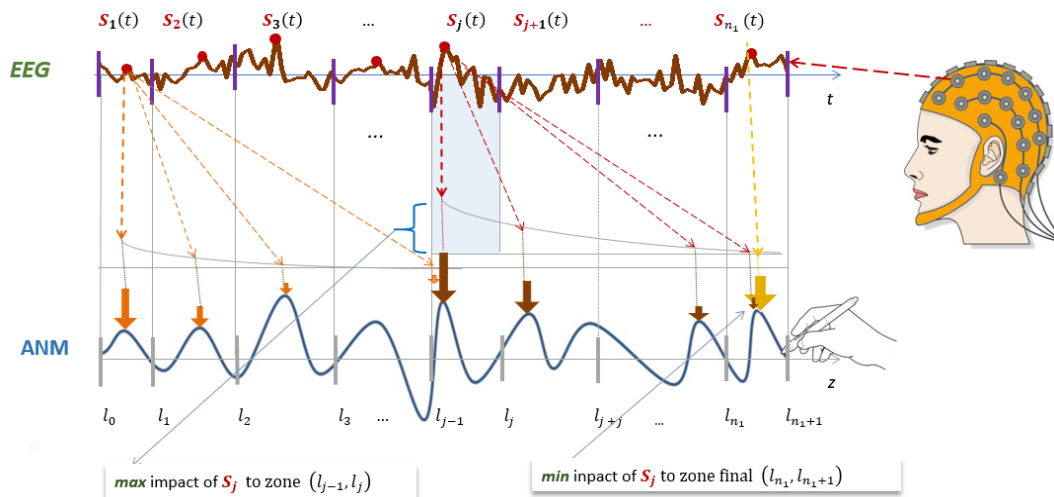 S₁(t) S₂(t) S₃(t) ... Sⱼ(t) Sⱼ₊₁(t) ... Sₙ₁(t)
EEG
t
... ...
ANM
z
l₀ l₁ l₂ l₃ ... lⱼ₋₁ lⱼ lⱼ₊ⱼ ... lₙ₁ lₙ₁₊₁
max impact of Sⱼ to zone (lⱼ₋₁, lⱼ)
min inpact of Sⱼ to zone final (lₙ₁, lₙ₁₊₁)